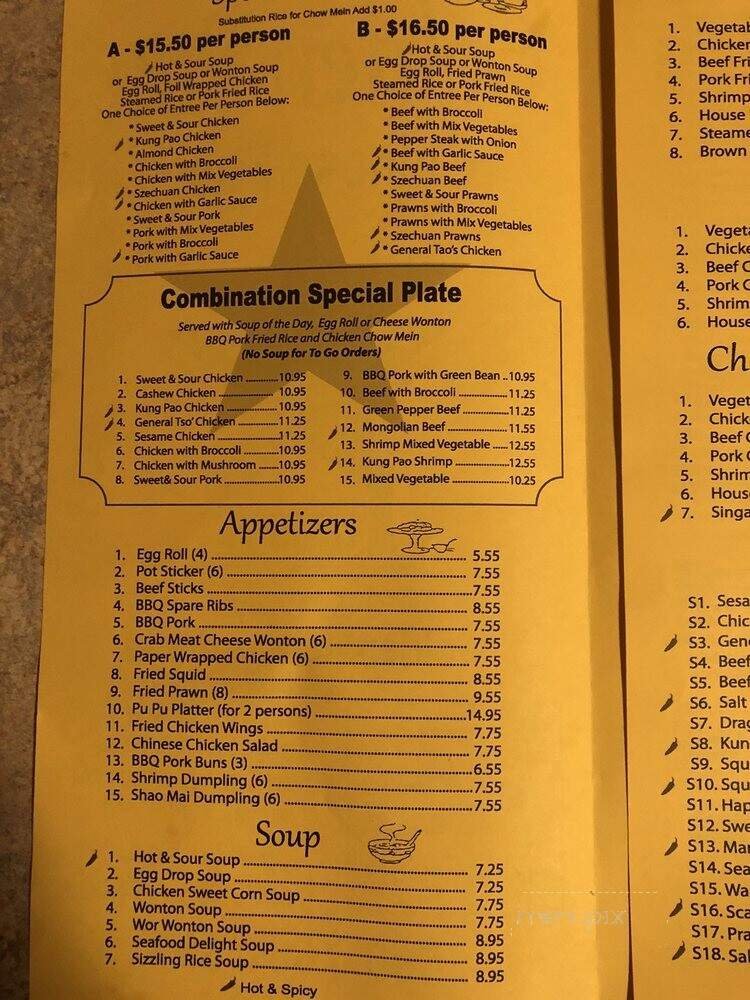 Substitution Rice for Chow Mein Add $1.00
A - $15.50 per person
Hot & Sour Soup
or Egg Drop Soup or Wonton Soup
Egg Roll, Foil Wrapped Chicken
Steamed Rice or Pork Fried Rice
One Choice of Entree Per Person Below:
* Sweet & Sour Chicken
* Kung Pao Chicken
* Almond Chicken
* Chicken with Broccoli
* Chicken with Mix Vegetables
* Szechuan Chicken
* Chicken with Garlic Sauce
* Sweet & Sour Pork
* Pork with Mix Vegetables
* Pork with Broccoli
* Pork with Garlic Sauce
B - $16.50 per person
Hot & Sour Soup
or Egg Drop Soup or Wonton Soup
Egg Roll, Fried Prawn
Steamed Rice or Pork Fried Rice
One Choice of Entree Per Person Below:
* Beef with Broccoli
* Beef with Mix Vegetables
* Pepper Steak with Onion
* Beef with Garlic Sauce
* Kung Pao Beef
* Szechuan Beef
* Sweet & Sour Prawns
* Prawns with Broccoli
* Prawns with Mix Vegetables
* Szechuan Prawns
* General Tao's Chicken
Combination Special Plate
Served with Soup of the Day, Egg Roll or Cheese Wonton
BBQ Pork Fried Rice and Chicken Chow Mein
(No Soup for To Go Orders)
1. Sweet & Sour Chicken ............10.95
2. Cashew Chicken ....................10.95
3. Kung Pao Chicken ..................10.95
4. General Tso' Chicken ..............11.25
5. Sesame Chicken ...................11.25
6. Chicken with Broccoli .............10.95
7. Chicken with Mushroom ........10.95
8. Sweet& Sour Pork ..................10.95
9. BBQ Pork with Green Bean ..10.95
10. Beef with Broccoli ................11.25
11. Green Pepper Beef ...............11.25
12. Mongolian Beef ...................11.55
13. Shrimp Mixed Vegetable .....12.55
14. Kung Pao Shrimp .................12.55
15. Mixed Vegetable ..................10.25
Appetizers
1. Egg Roll (4) .................... 5.55
2. Pot Sticker (6) .................... 7.55
3. Beef Sticks ....................7.55
4. BBQ Spare Ribs .................... 8.55
5. BBQ Pork .................... 7.55
6. Crab Meat Cheese Wonton (6) .................... 7.55
7. Paper Wrapped Chicken (6) .................... 7.55
8. Fried Squid .................... 8.55
9. Fried Prawn (8) .................... 9.55
10. Pu Pu Platter (for 2 persons) ....................14.95
11. Fried Chicken Wings .................... 7.75
12. Chinese Chicken Salad .................... 7.75
13. BBQ Pork Buns (3) ....................6.55
14. Shrimp Dumpling (6) ....................7.55
15. Shao Mai Dumpling (6) ....................7.55
Soup
1. Hot & Sour Soup .................... 7.25
2. Egg Drop Soup .................... 7.25
3. Chicken Sweet Corn Soup .................... 7.75
4. Wonton Soup .................... 7.75
5. Wor Wonton Soup .................... 8.95
6. Seafood Delight Soup .................... 8.95
7. Sizzling Rice Soup .................... 8.95
Hot & Spicy
1. Vegetab
2. Chicken
3. Beef Fri
4. Pork Fri
5. Shrimp
6. House
7. Steame
8. Brown
1. Vegeta
2. Chicke
3. Beef C
4. Pork C
5. Shrim
6. House
Ch
1. Veget
2. Chick
3. Beef C
4. Pork C
5. Shrim
6. Hous
7. Singa
S1. Sesa
S2. Chic
S3. Gen
S4. Beef
S5. Beef
S6. Salt
S7. Drag
S8. Kun
S9. Squ
S10. Squ
S11. Hap
S12. Swe
S13. Man
S14. Sea
S15. Wa
S16. Sca
S17. Pra
S18. Sal
menupix